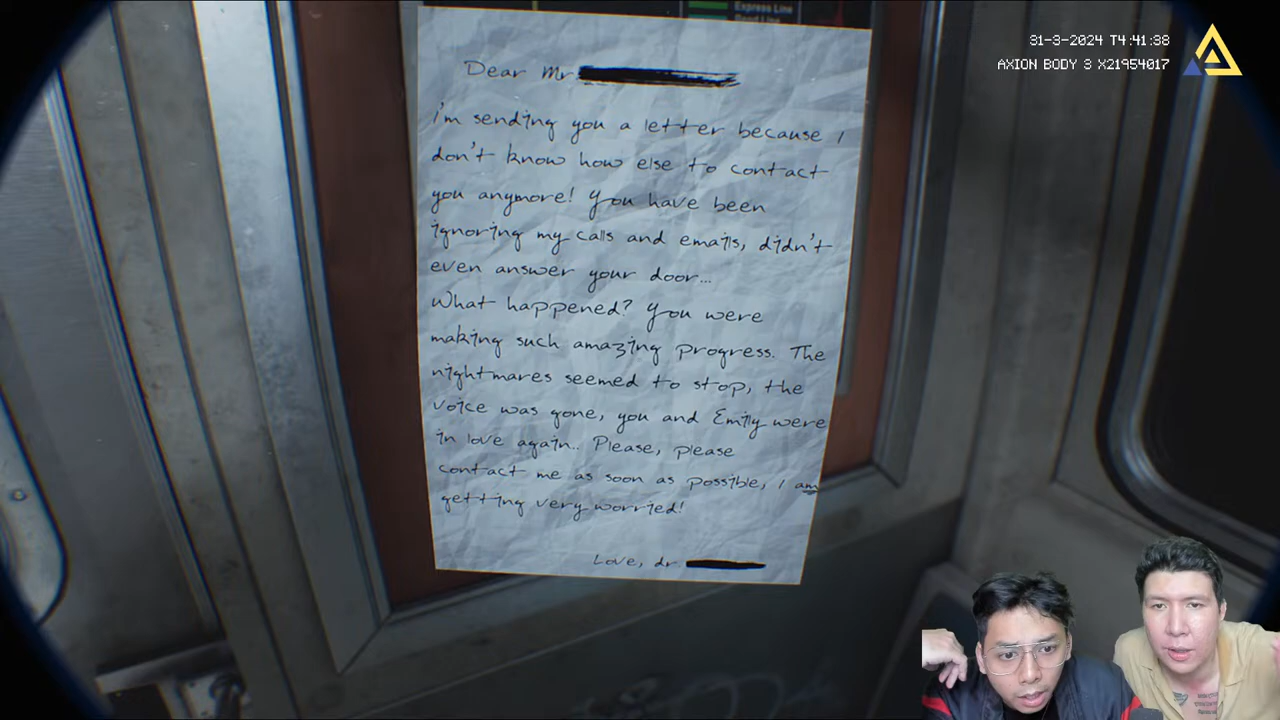 Express Line
31-3-2024 T4:41:38
AXION BODY 3 X21954017
Dear Mr
I'm sending you a letter because I
don't know how else to contact
you anymore! You have been
ignoring my calls and emails, didn't
even answer your door...
What happened? You were
making such amazing progress. The
nightmares seemed to stop, the
voice was gone, you and Emily were
in love again.. Please, please
contact me as soon as possible, I am
getting very worried!
Love, dr